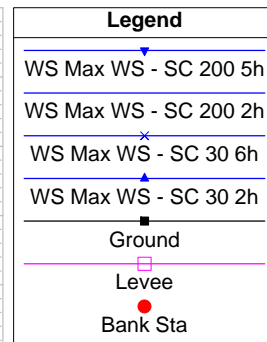 Legend
WS Max WS - SC 200 5h
WS Max WS - SC 200 2h
WS Max WS - SC 30 6h
WS Max WS - SC 30 2h
Ground
Levee
Bank Sta